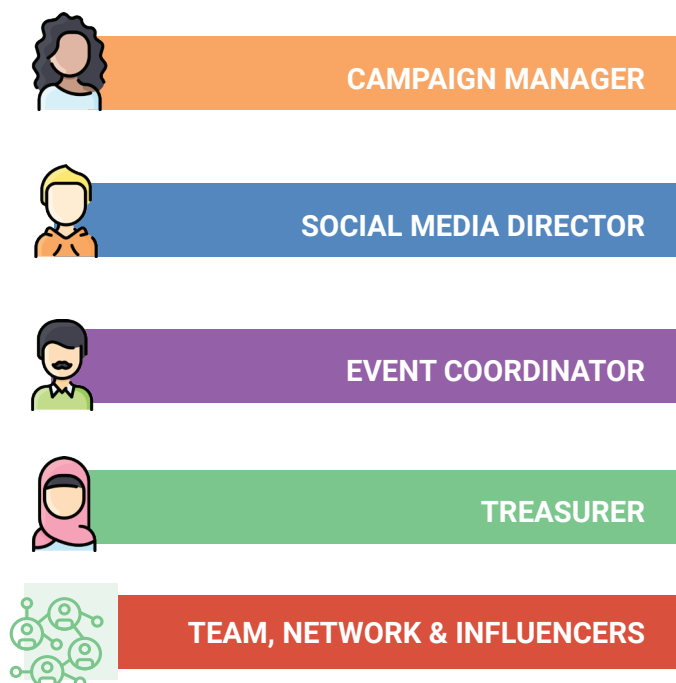 CAMPAIGN MANAGER
SOCIAL MEDIA DIRECTOR
EVENT COORDINATOR
TREASURER
TEAM, NETWORK & INFLUENCERS